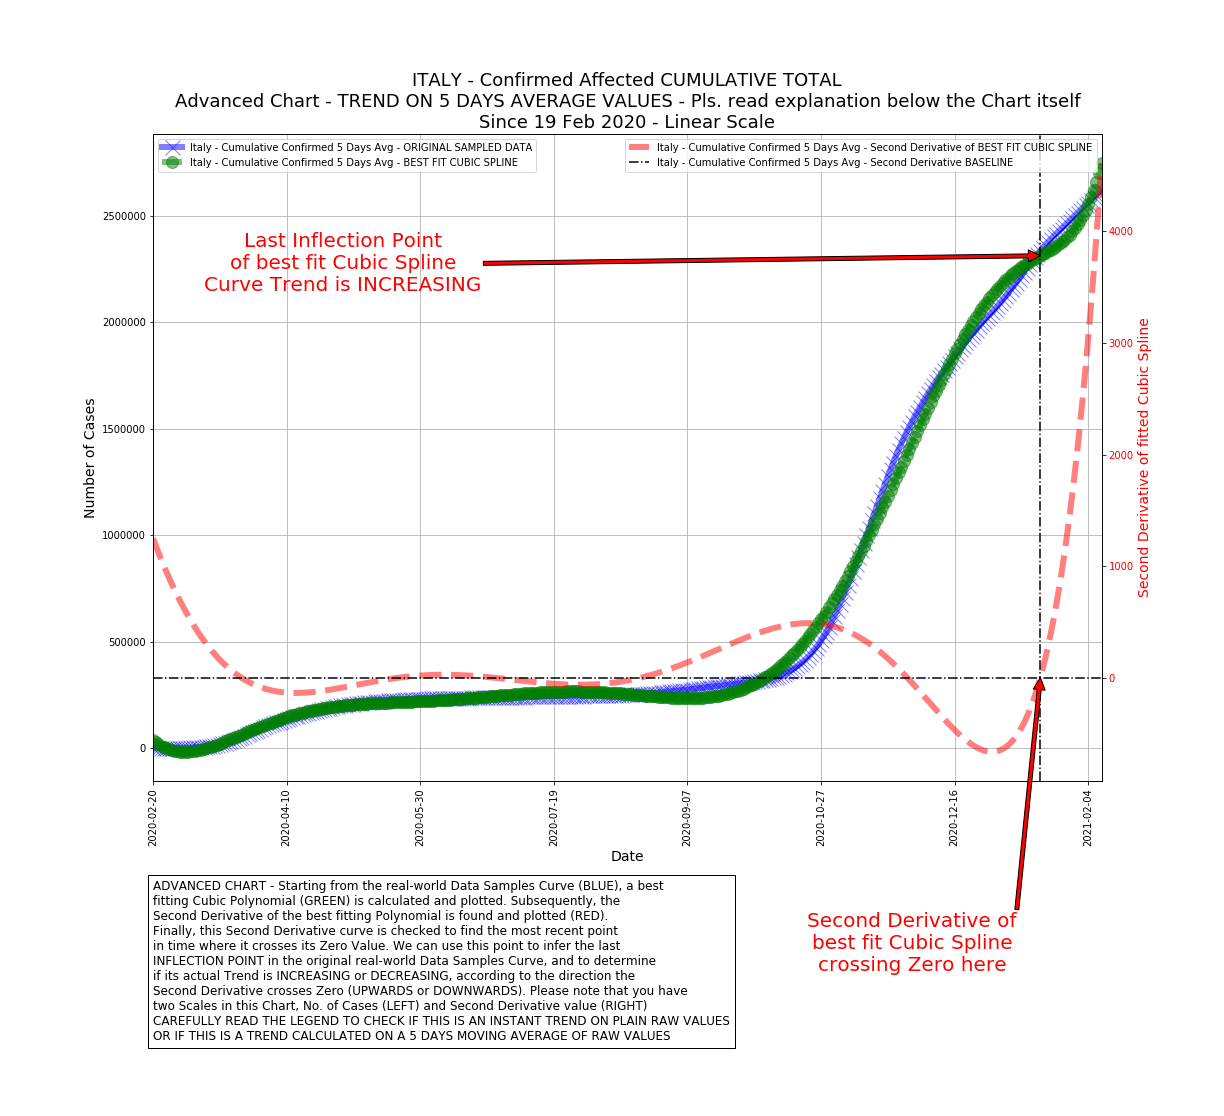 ITALY - Confirmed Affected CUMULATIVE TOTAL
Advanced Chart - TREND ON 5 DAYS AVERAGE VALUES - Pls. read explanation below the Chart itself
Since 19 Feb 2020 - Linear Scale
Italy - Cumulative Confirmed 5 Days Avg - ORIGINAL SAMPLED DATA
Italy - Cumulative Confirmed 5 Days Avg - BEST FIT CUBIC SPLINE
Italy - Cumulative Confirmed 5 Days Avg - Second Derivative of BEST FIT CUBIC SPLINE
Italy - Cumulative Confirmed 5 Days Avg - Second Derivative BASELINE
Last Inflection Point
of best fit Cubic Spline
Curve Trend is INCREASING
Number of Cases
2500000
2000000
1500000
1000000
500000
0
4000
3000
2000
1000
0
Second Derivative of fitted Cubic Spline
2020-02-20
2020-04-10
2020-05-30
2020-07-19
2020-09-07
2020-10-27
2020-12-16
2021-02-04
Date
Second Derivative of
best fit Cubic Spline
crossing Zero here
ADVANCED CHART - Starting from the real-world Data Samples Curve (BLUE), a best
fitting Cubic Polynomial (GREEN) is calculated and plotted. Subsequently, the
Second Derivative of the best fitting Polynomial is found and plotted (RED).
Finally, this Second Derivative curve is checked to find the most recent point
in time where it crosses its Zero Value. We can use this point to infer the last
INFLECTION POINT in the original real-world Data Samples Curve, and to determine
if its actual Trend is INCREASING or DECREASING, according to the direction the
Second Derivative crosses Zero (UPWARDS or DOWNWARDS). Please note that you have
two Scales in this Chart, No. of Cases (LEFT) and Second Derivative value (RIGHT)
CAREFULLY READ THE LEGEND TO CHECK IF THIS IS AN INSTANT TREND ON PLAIN RAW VALUES
OR IF THIS IS A TREND CALCULATED ON A 5 DAYS MOVING AVERAGE OF RAW VALUES